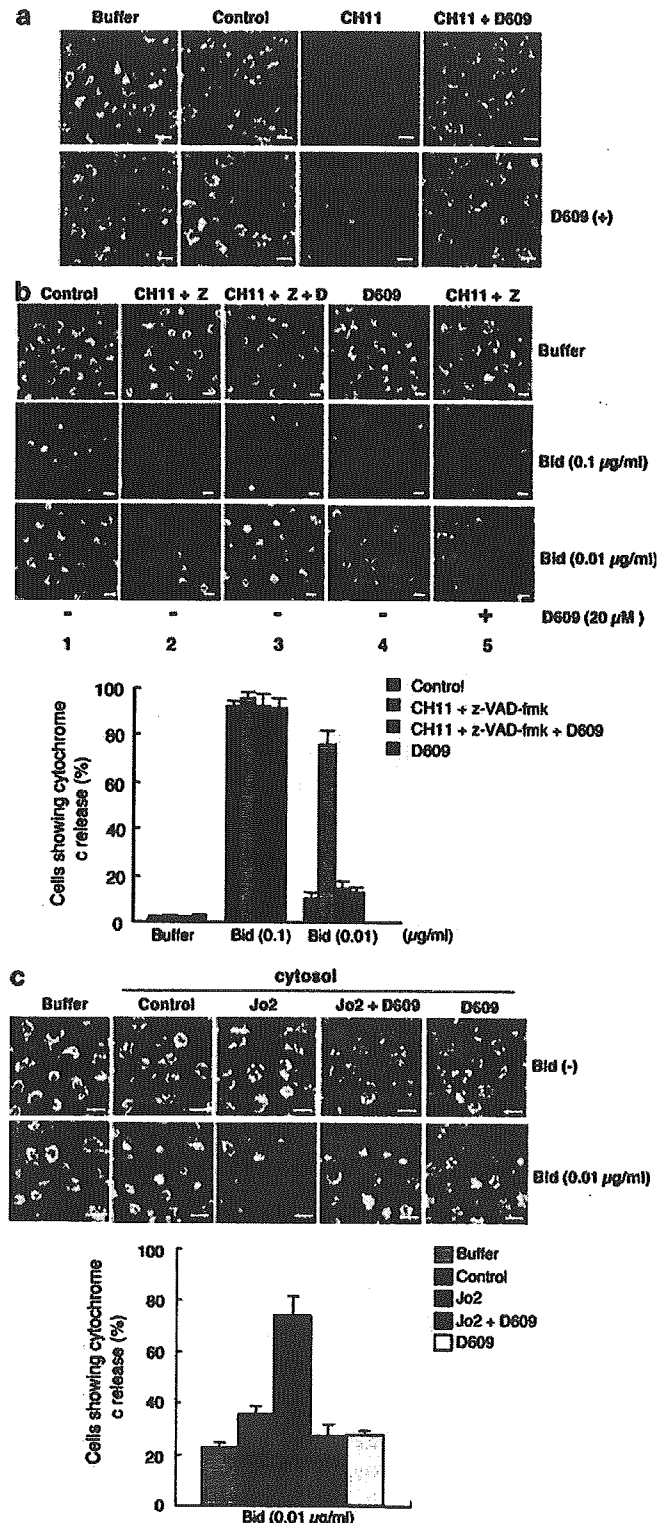 a
Buffer Control CH11 CH11 + D609
D609 (+)
b
Control CH11 + Z CH11 + Z + D D609 CH11 + Z
Buffer
Bid (0.1 µg/ml)
Bid (0.01 µg/ml)
- - - - + D609 (20 µM)
1 2 3 4 5
Cells showing cytochrome
c release (%)
100
80
60
40
20
0
Buffer Bid (0.1) Bid (0.01) (µg/ml)
Control
CH11 + z-VAD-fmk
CH11 + z-VAD-fmk + D609
D609
c
cytosol
Buffer Control Jo2 Jo2 + D609 D609
Bid (-)
Bid (0.01 µg/ml)
Cells showing cytochrome
c release (%)
100
80
60
40
20
0
Bid (0.01 µg/ml)
Buffer
Control
Jo2
Jo2 + D609
D609